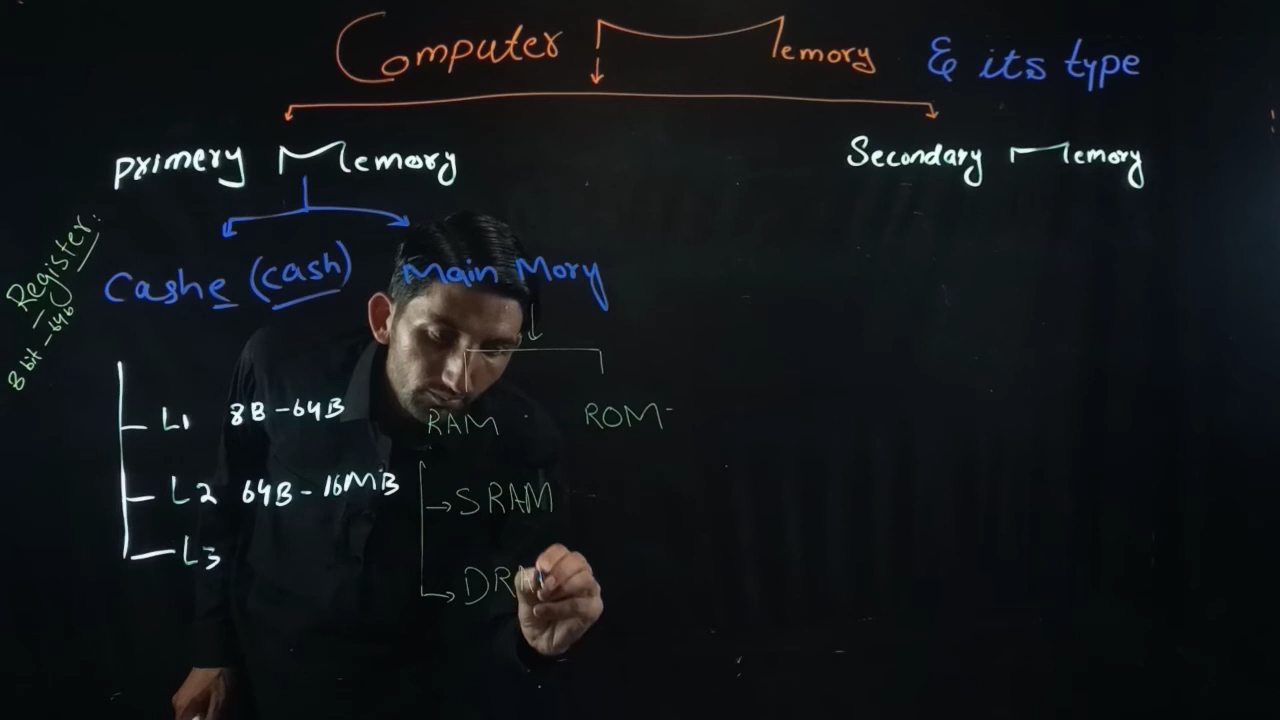 Computer Memory & its type
Primery Memory
Secondary Memory
Register:
8 bit - 64b
Cashe (cash)
Main Mory
L1 8B - 64B
L2 64B - 16MB
L3
RAM
ROM
SRAM